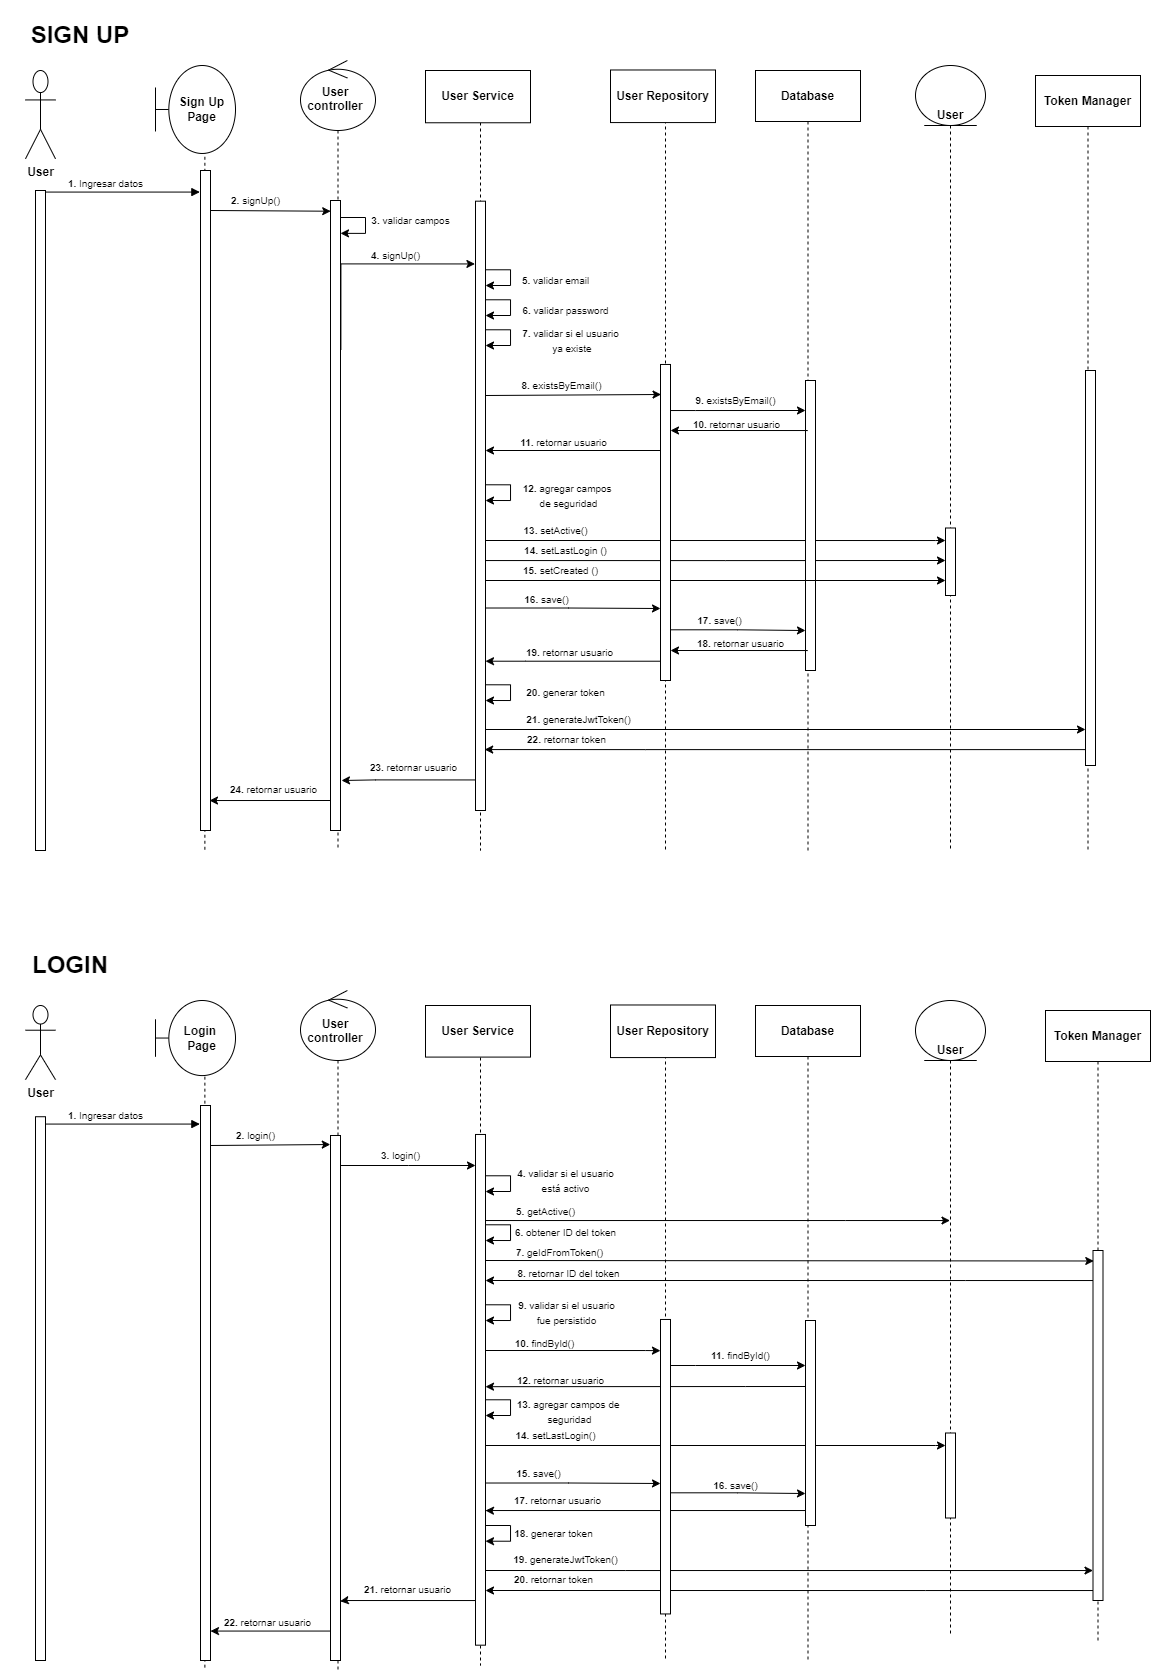 SIGN UP
User
Sign Up
Page
User
controller
User Service
User Repository
Database
User
Token Manager
1. Ingresar datos
2. signUp()
3. validar campos
4. signUp()
5. validar email
6. validar password
7. validar si el usuario
ya existe
8. existsByEmail()
9. existsByEmail()
10. retornar usuario
11. retornar usuario
12. agregar campos
de seguridad
13. setActive()
14. setLastLogin ()
15. setCreated ()
16. save()
17. save()
18. retornar usuario
19. retornar usuario
20. generar token
21. generateJwtToken()
22. retornar token
23. retornar usuario
24. retornar usuario
LOGIN
User
Login
Page
User
controller
User Service
User Repository
Database
User
Token Manager
1. Ingresar datos
2. login()
3. login()
4. validar si el usuario
está activo
5. getActive()
6. obtener ID del token
7. geIdFromToken()
8. retornar ID del token
9. validar si el usuario
fue persistido
10. findById()
11. findById()
12. retornar usuario
13. agregar campos de
seguridad
14. setLastLogin()
15. save()
16. save()
17. retornar usuario
18. generar token
19. generateJwtToken()
20. retornar token
21. retornar usuario
22. retornar usuario